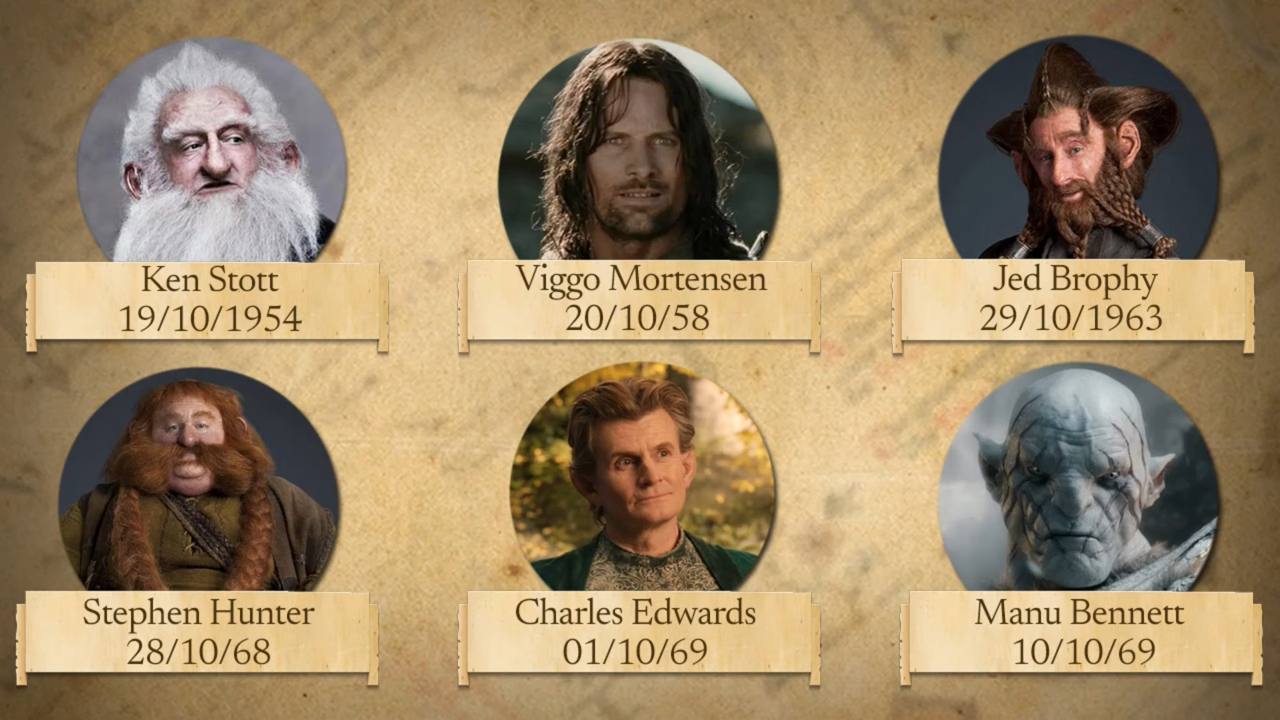 Ken Stott
19/10/1954
Viggo Mortensen
20/10/58
Jed Brophy
29/10/1963
Stephen Hunter
28/10/68
Charles Edwards
01/10/69
Manu Bennett
10/10/69